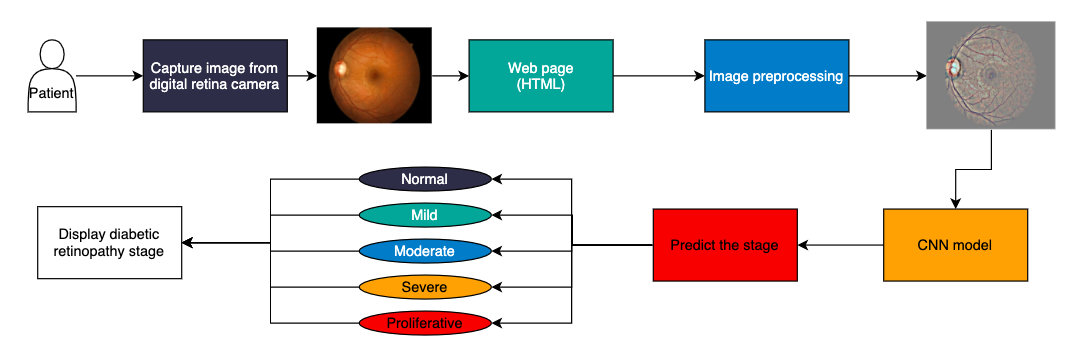 Patient
Capture image from
digital retina camera
Web page
(HTML)
Image preprocessing
Normal
Mild
Moderate
Severe
Proliferative
Display diabetic
retinopathy stage
Predict the stage
CNN model